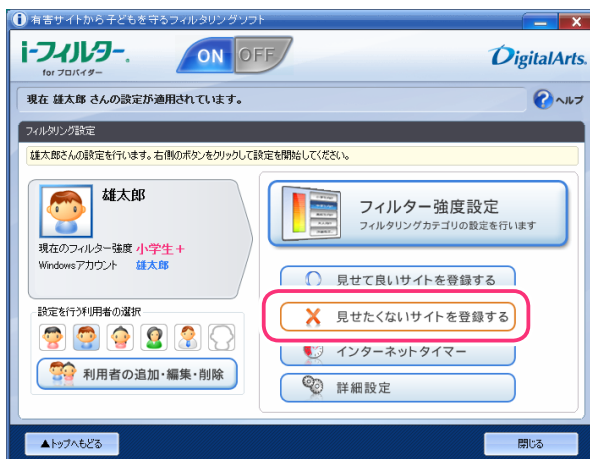 有害サイトから子どもを守るフィルタリングソフト
i-フィルター.
for プロバイダー
ON OFF
DigitalArts.
現在 雄太郎 さんの設定が適用されています。
ヘルプ
フィルタリング設定
雄太郎さんの設定を行います。右側のボタンをクリックして設定を開始してください。
雄太郎
現在のフィルター強度 小学生＋
Windowsアカウント 雄太郎
設定を行う利用者の選択
利用者の追加・編集・削除
フィルター強度設定
フィルタリングカテゴリの設定を行います
見せて良いサイトを登録する
見せたくないサイトを登録する
インターネットタイマー
詳細設定
▲トップへもどる
閉じる